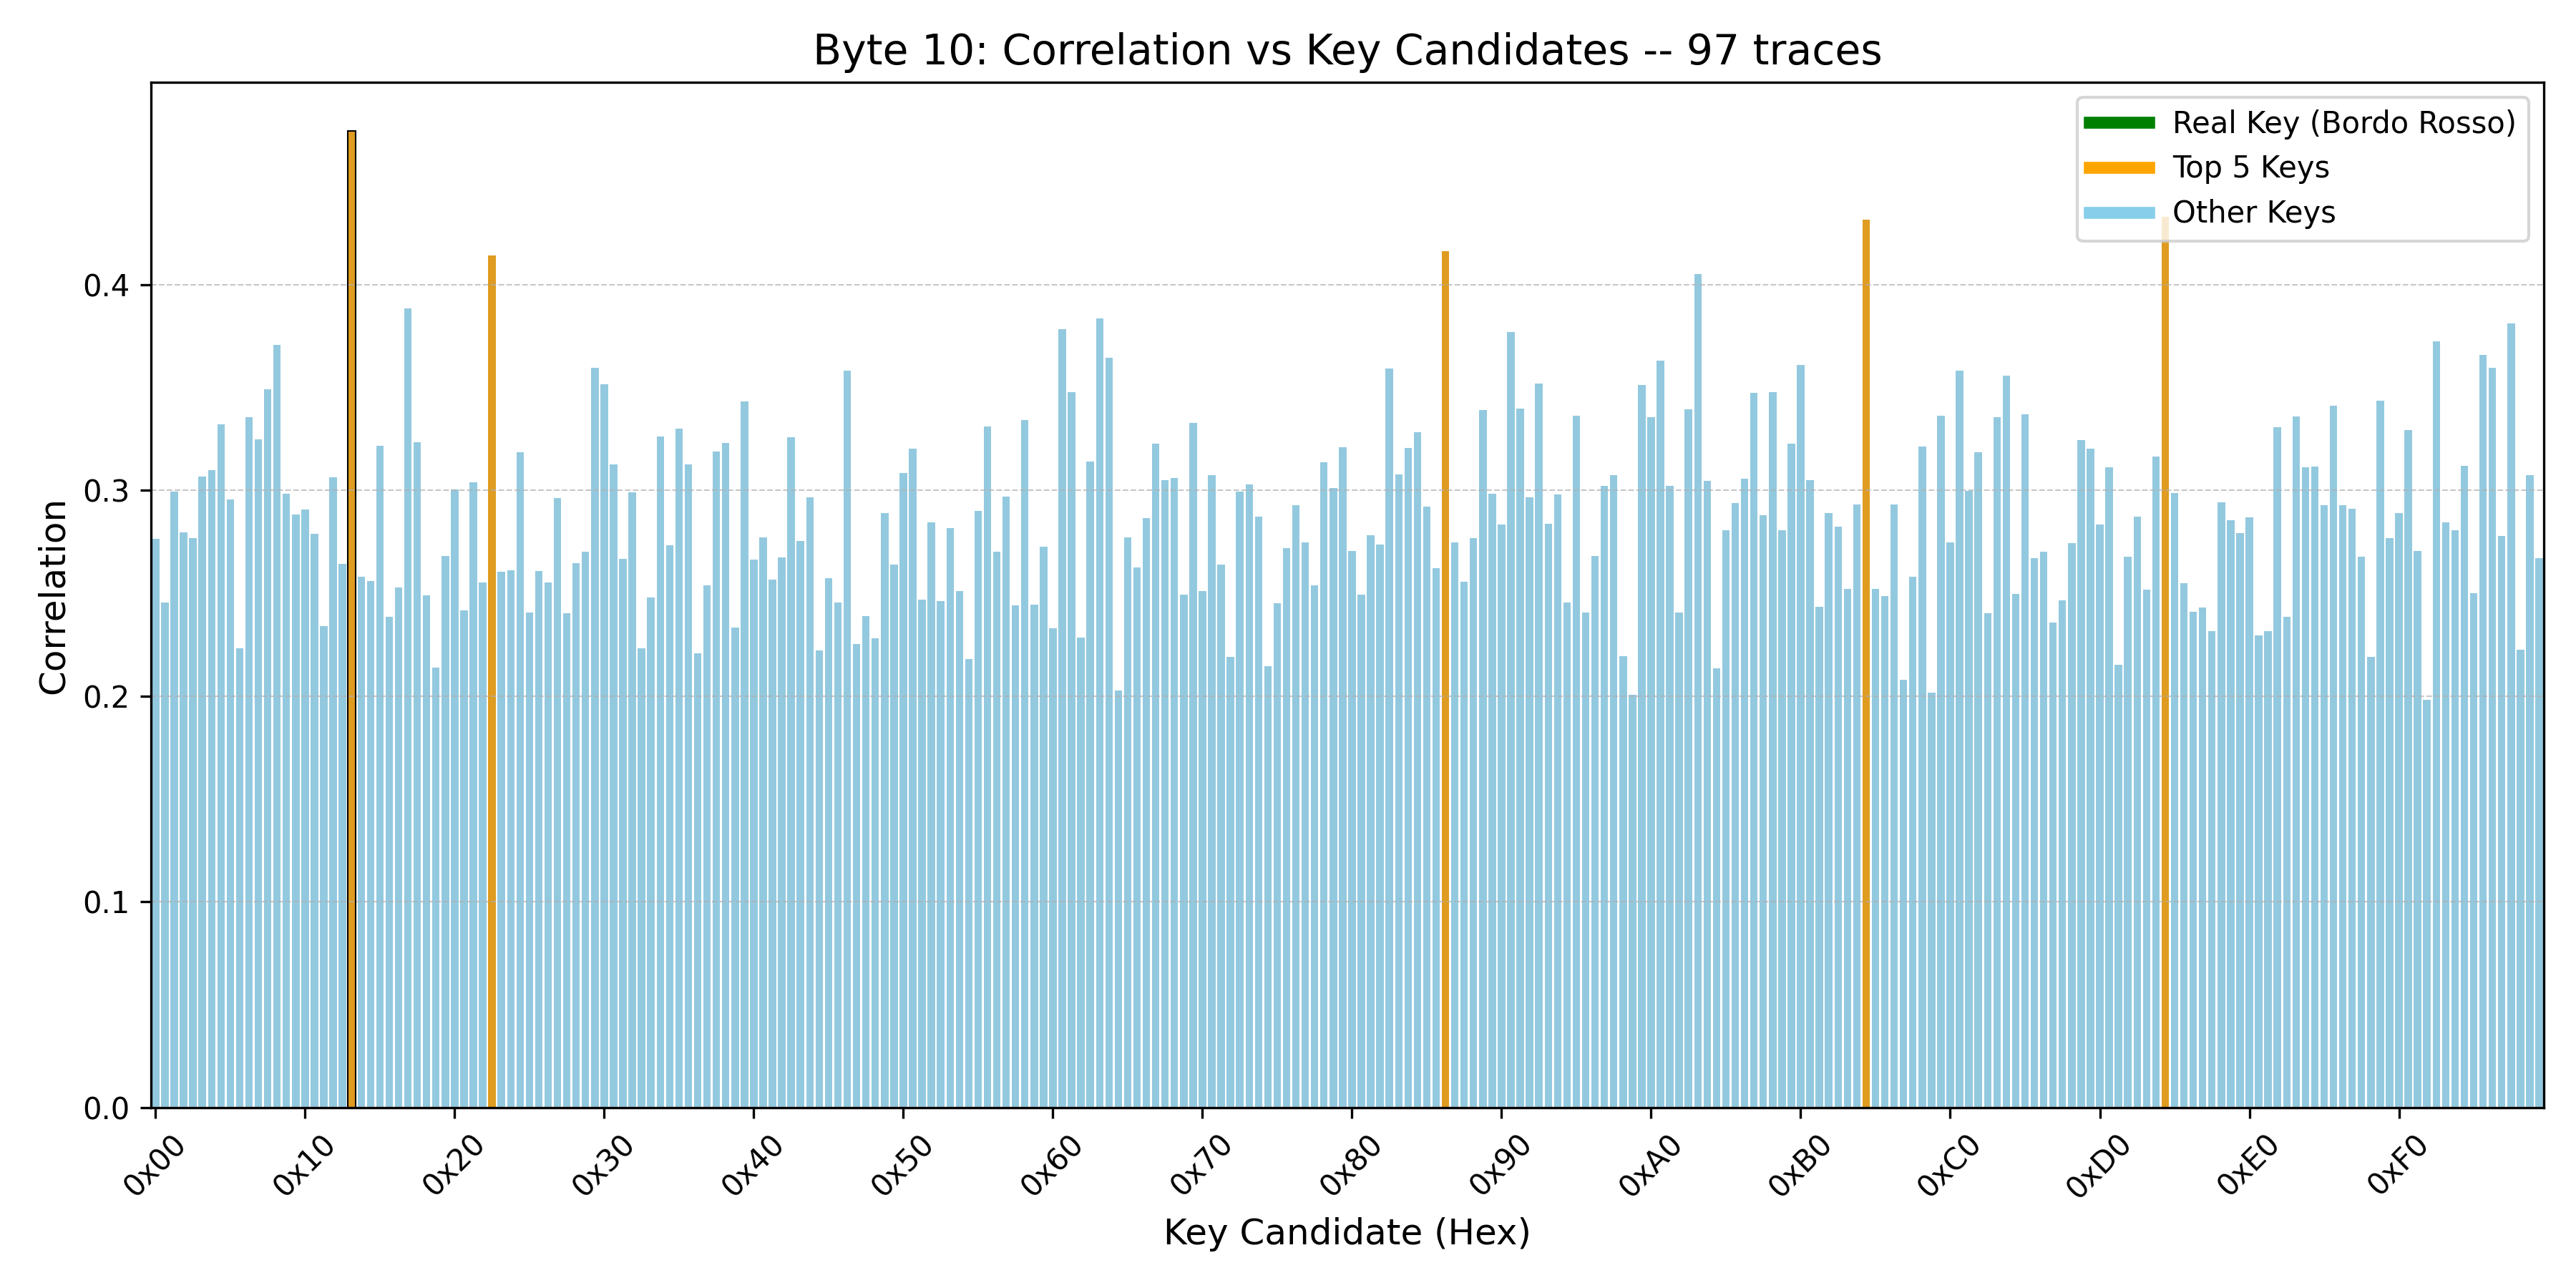 Byte 10: Correlation vs Key Candidates -- 97 traces
Real Key (Bordo Rosso)
Top 5 Keys
Other Keys
Correlation
0.4
0.3
0.2
0.1
0.0
0x00 0x10 0x20 0x30 0x40 0x50 0x60 0x70 0x80 0x90 0xA0 0xB0 0xC0 0xD0 0xE0 0xF0
Key Candidate (Hex)